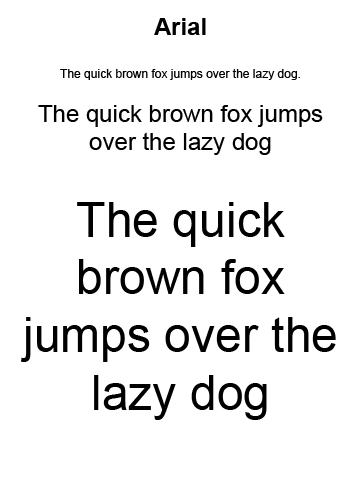 Arial
The quick brown fox jumps over the lazy dog.
The quick brown fox jumps
over the lazy dog
The quick
brown fox
jumps over the
lazy dog